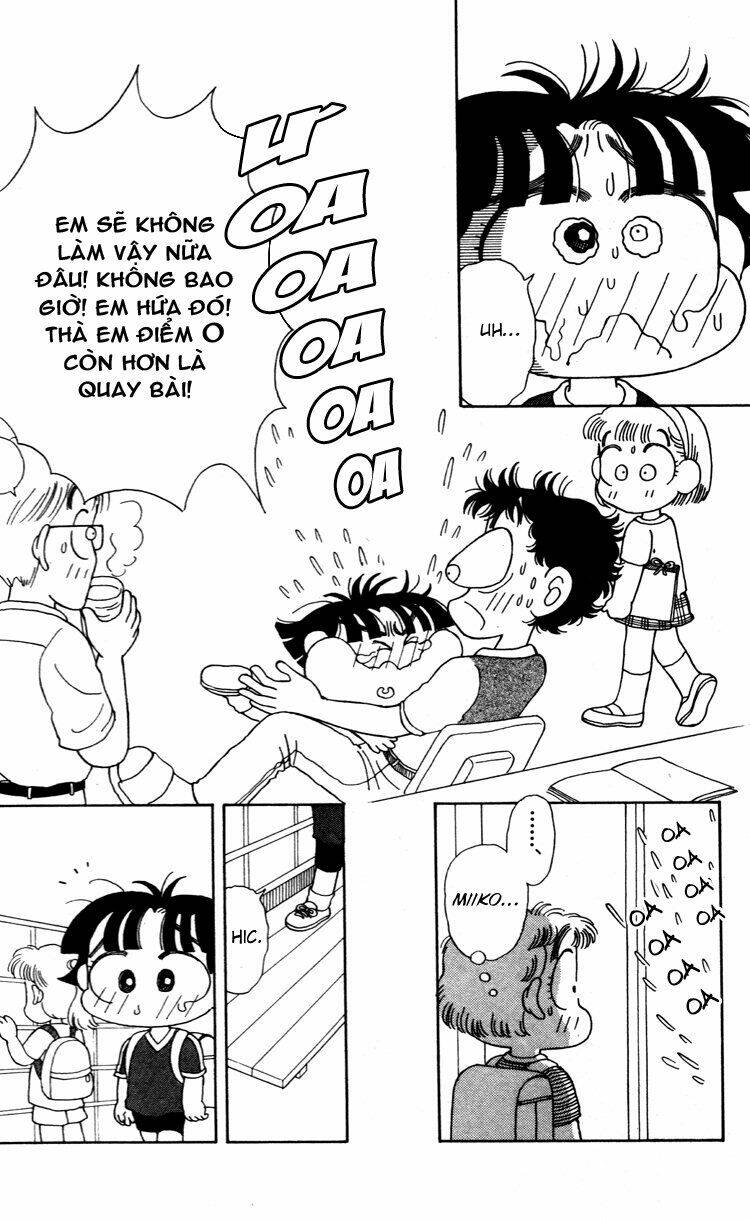 UH...
Ư
OA
OA
OA
OA
OA
EM SẼ KHÔNG
LÀM VẬY NỮA
ĐÂU! KHÔNG BAO
GIỜ! EM HỨA ĐÓ!
THÀ EM ĐIỂM 0
CÒN HƠN LÀ
QUAY BÀI!
OA
OA
OA
OA
OA
OA
OA
OA
........
MIIKO...
HIC.